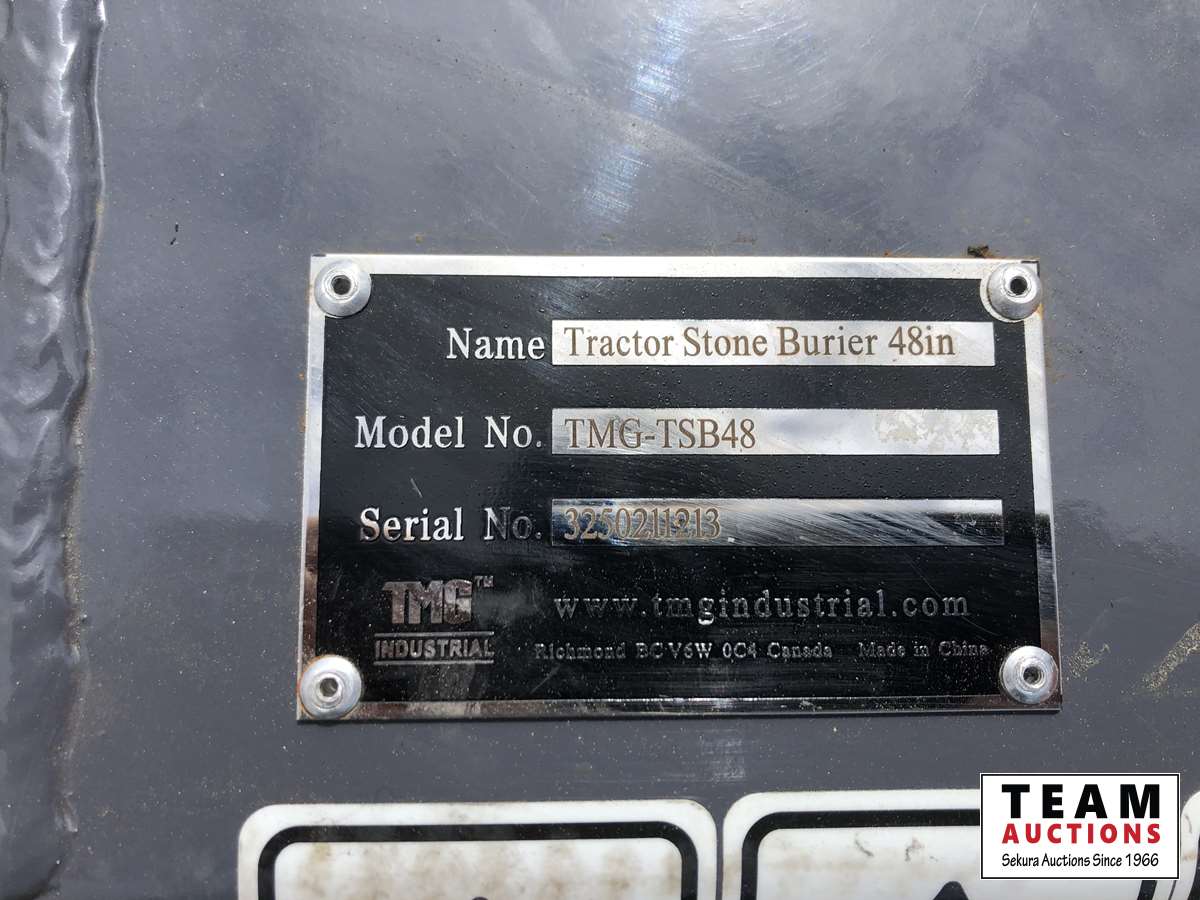 Name Tractor Stone Burier 48in
Model No. TMG-TSB48
Serial No. 3250211213
TMG™
INDUSTRIAL
www.tmgindustrial.com
Richmond BC V6W 0C4 Canada Made in China
TEAM
AUCTIONS
Sekura Auctions Since 1966